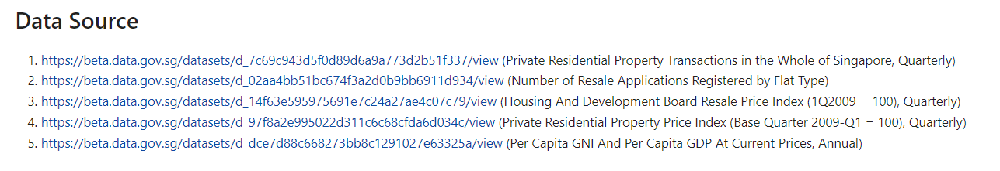 Data Source
1. https://beta.data.gov.sg/datasets/d_7c69c943d5f0d89d6a9a773d2b51f337/view (Private Residential Property Transactions in the Whole of Singapore, Quarterly)
2. https://beta.data.gov.sg/datasets/d_02aa4bb51bc674f3a2d0b9bb6911d934/view (Number of Resale Applications Registered by Flat Type)
3. https://beta.data.gov.sg/datasets/d_14f63e595975691e7c24a27ae4c07c79/view (Housing And Development Board Resale Price Index (1Q2009 = 100), Quarterly)
4. https://beta.data.gov.sg/datasets/d_97f8a2e995022d311c6c68cfda6d034c/view (Private Residential Property Price Index (Base Quarter 2009-Q1 = 100), Quarterly)
5. https://beta.data.gov.sg/datasets/d_dce7d88c668273bb8c1291027e63325a/view (Per Capita GNI And Per Capita GDP At Current Prices, Annual)